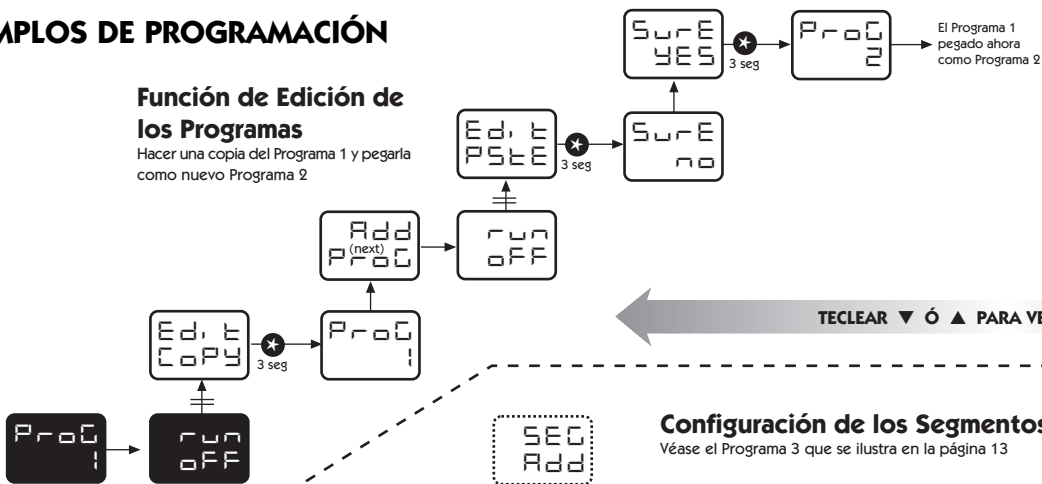 MPLOS DE PROGRAMACIÓN
Función de Edición de
los Programas
Hacer una copia del Programa 1 y pegarla
como nuevo Programa 2
SurE
YES
3 seg
ProG
2
El Programa 1
pegado ahora
como Programa 2
Edit
PStE
3 seg
SurE
no
Add
(next)
ProG
run
oFF
TECLEAR ▼ Ó ▲ PARA VE
Edit
CoPY
3 seg
ProG
1
ProG
1
run
oFF
SEG
Add
Configuración de los Segmentos
Véase el Programa 3 que se ilustra en la página 13